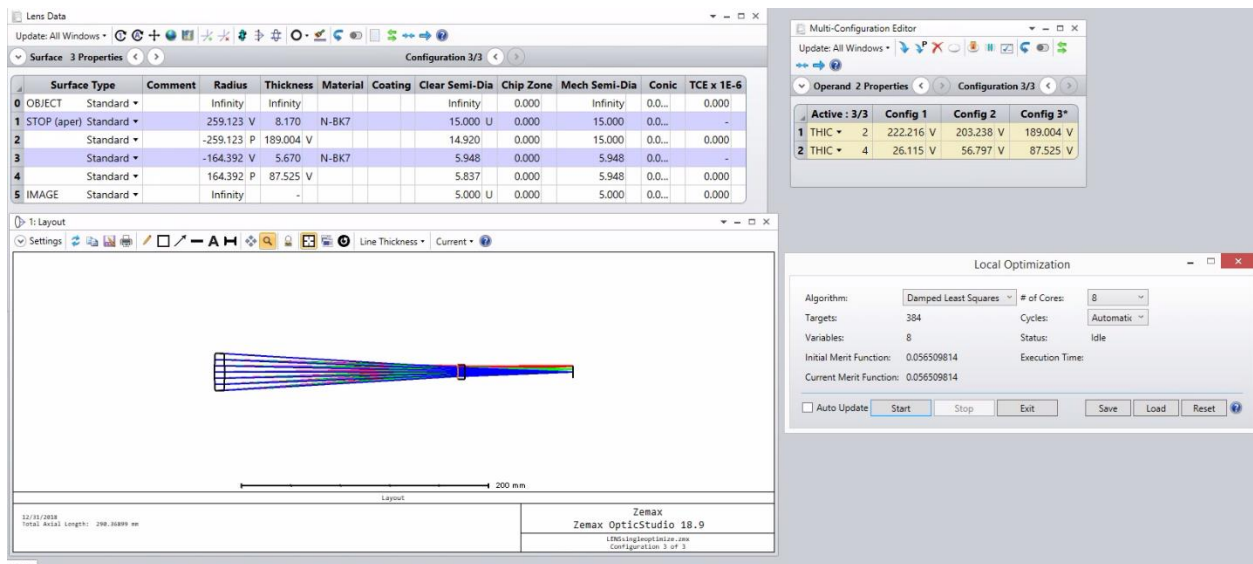 Lens Data
Update: All Windows
Surface 3 Properties Configuration 3/3
Surface Type Comment Radius Thickness Material Coating Clear Semi-Dia Chip Zone Mech Semi-Dia Conic TCE x 1E-6
0 OBJECT Standard Infinity Infinity Infinity 0.000 Infinity 0.0... 0.000
1 STOP (aper) Standard 259.123 V 8.170 N-BK7 15.000 U 0.000 15.000 0.0... -
2 Standard -259.123 P 189.004 V 14.920 0.000 15.000 0.0... 0.000
3 Standard -164.392 V 5.670 N-BK7 5.948 0.000 5.948 0.0... -
4 Standard 164.392 P 87.525 V 5.837 0.000 5.948 0.0... 0.000
5 IMAGE Standard Infinity - 5.000 U 0.000 5.000 0.0... 0.000
Multi-Configuration Editor
Update: All Windows
Operand 2 Properties Configuration 3/3
Active : 3/3 Config 1 Config 2 Config 3*
1 THIC 2 222.216 V 203.238 V 189.004 V
2 THIC 4 26.115 V 56.797 V 87.525 V
1: Layout
Settings Line Thickness Current
200 mm
Layout
12/31/2018
Total Axial Length: 290.36899 mm
Zemax
Zemax OpticStudio 18.9
LENSsingleoptimize.zmx
Configuration 3 of 3
Local Optimization
Algorithm: Damped Least Squares # of Cores: 8
Targets: 384 Cycles: Automatic
Variables: 8 Status: Idle
Initial Merit Function: 0.056509814 Execution Time:
Current Merit Function: 0.056509814
Auto Update Start Stop Exit Save Load Reset